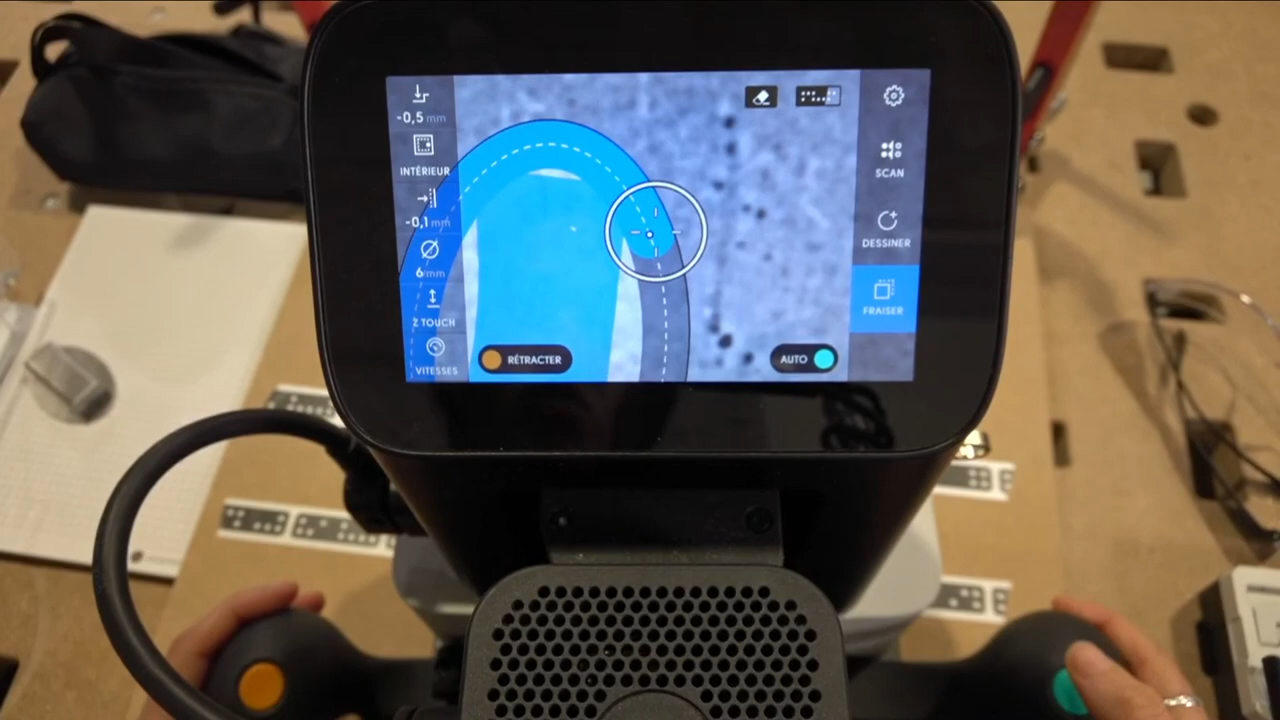 -0,5 mm
INTÉRIEUR
-0,1 mm
6 mm
Z TOUCH
VITESSES
RÉTRACTER
AUTO
SCAN
DESSINER
FRAISER